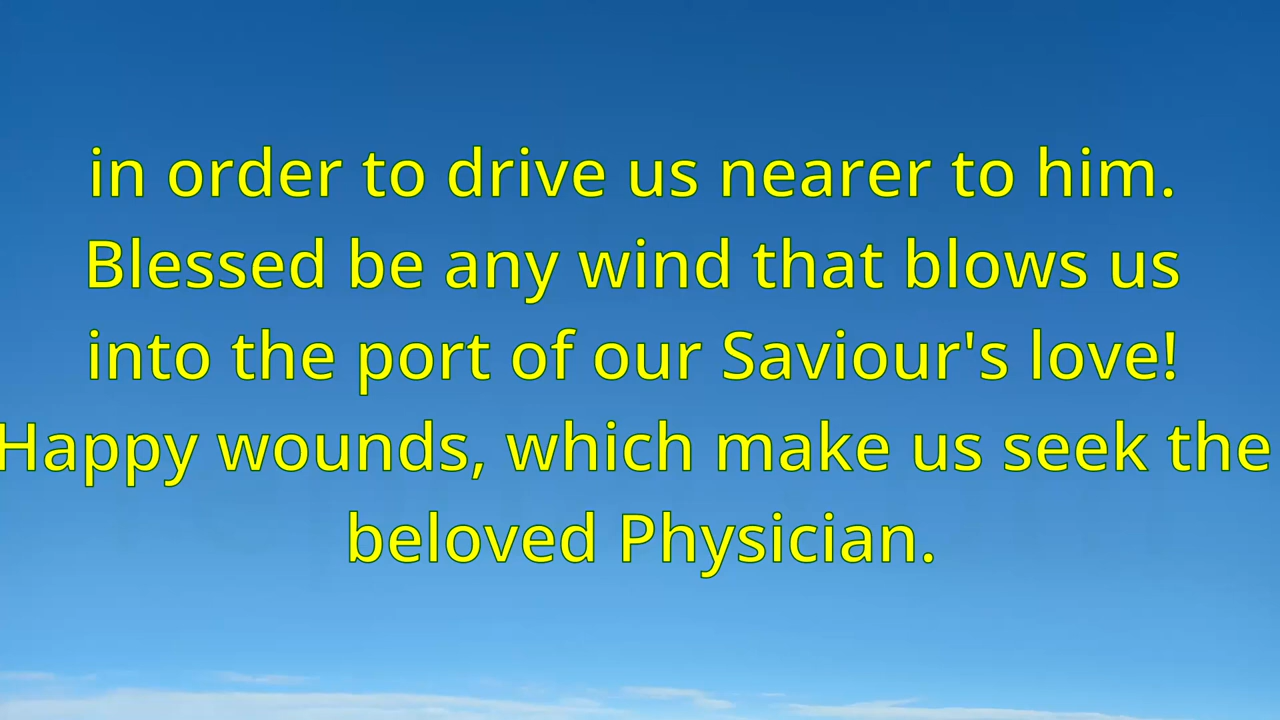 in order to drive us nearer to him.
Blessed be any wind that blows us
into the port of our Saviour's love!
Happy wounds, which make us seek the
beloved Physician.